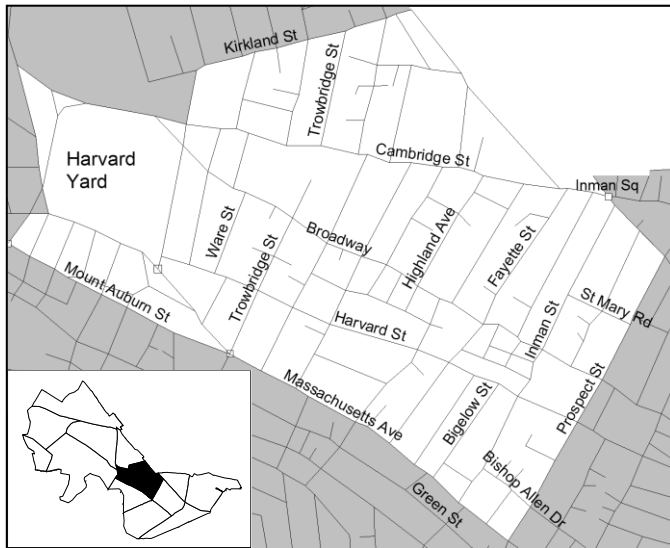 Kirkland St
Trowbridge St
Cambridge St
Harvard
Yard
Inman Sq
Ware St
Trowbridge St
Broadway
Highland Ave
Fayette St
Mount Auburn St
Harvard St
Inman St
St Mary Rd
Massachusetts Ave
Bigelow St
Prospect St
Green St
Bishop Allen Dr